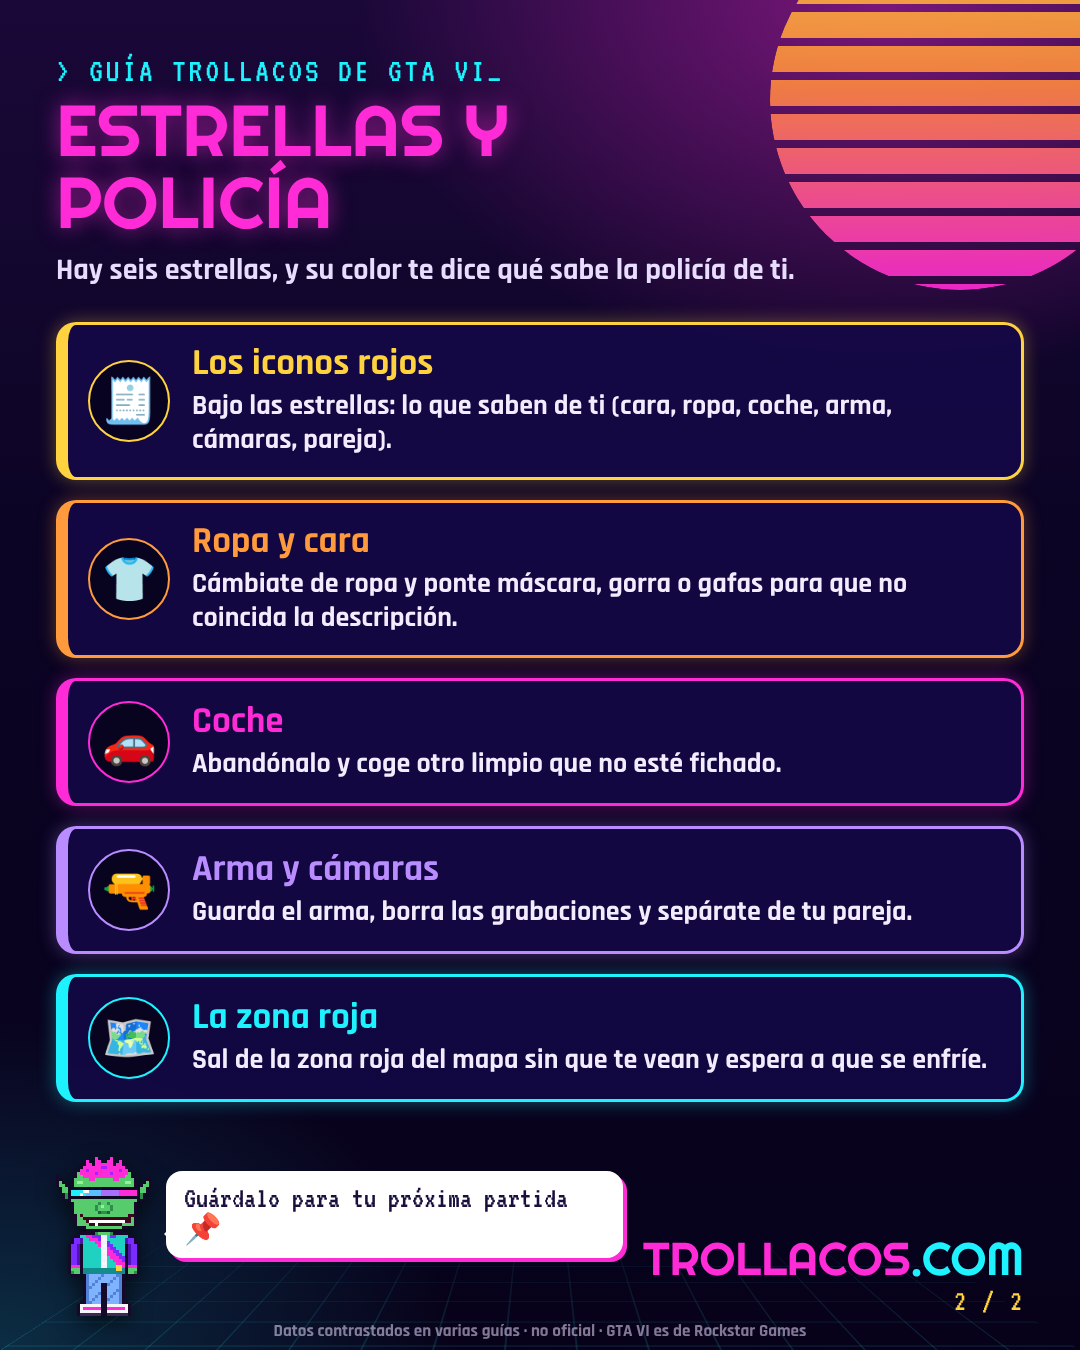 › GUÍA TROLLACOS DE GTA VI_
ESTRELLAS Y
POLICÍA
Hay seis estrellas, y su color te dice qué sabe la policía de ti.
Los iconos rojos
Bajo las estrellas: lo que saben de ti (cara, ropa, coche, arma,
cámaras, pareja).
Ropa y cara
Cámbiate de ropa y ponte máscara, gorra o gafas para que no
coincida la descripción.
Coche
Abandónalo y coge otro limpio que no esté fichado.
Arma y cámaras
Guarda el arma, borra las grabaciones y sepárate de tu pareja.
La zona roja
Sal de la zona roja del mapa sin que te vean y espera a que se enfríe.
Guárdalo para tu próxima partida
📌
TROLLACOS.COM
2 / 2
Datos contrastados en varias guías · no oficial · GTA VI es de Rockstar Games